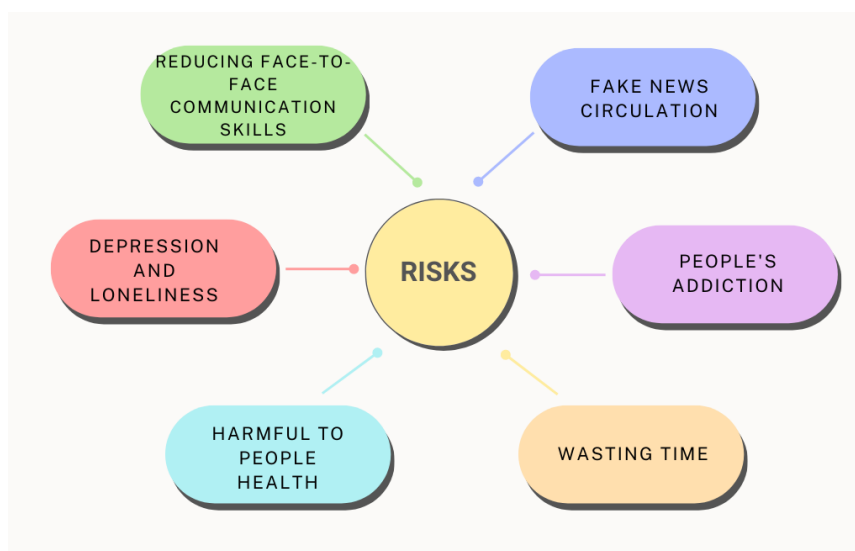 REDUCING FACE-TO-
FACE
COMMUNICATION
SKILLS
FAKE NEWS
CIRCULATION
DEPRESSION
AND
LONELINESS
RISKS
PEOPLE'S
ADDICTION
HARMFUL TO
PEOPLE
HEALTH
WASTING TIME